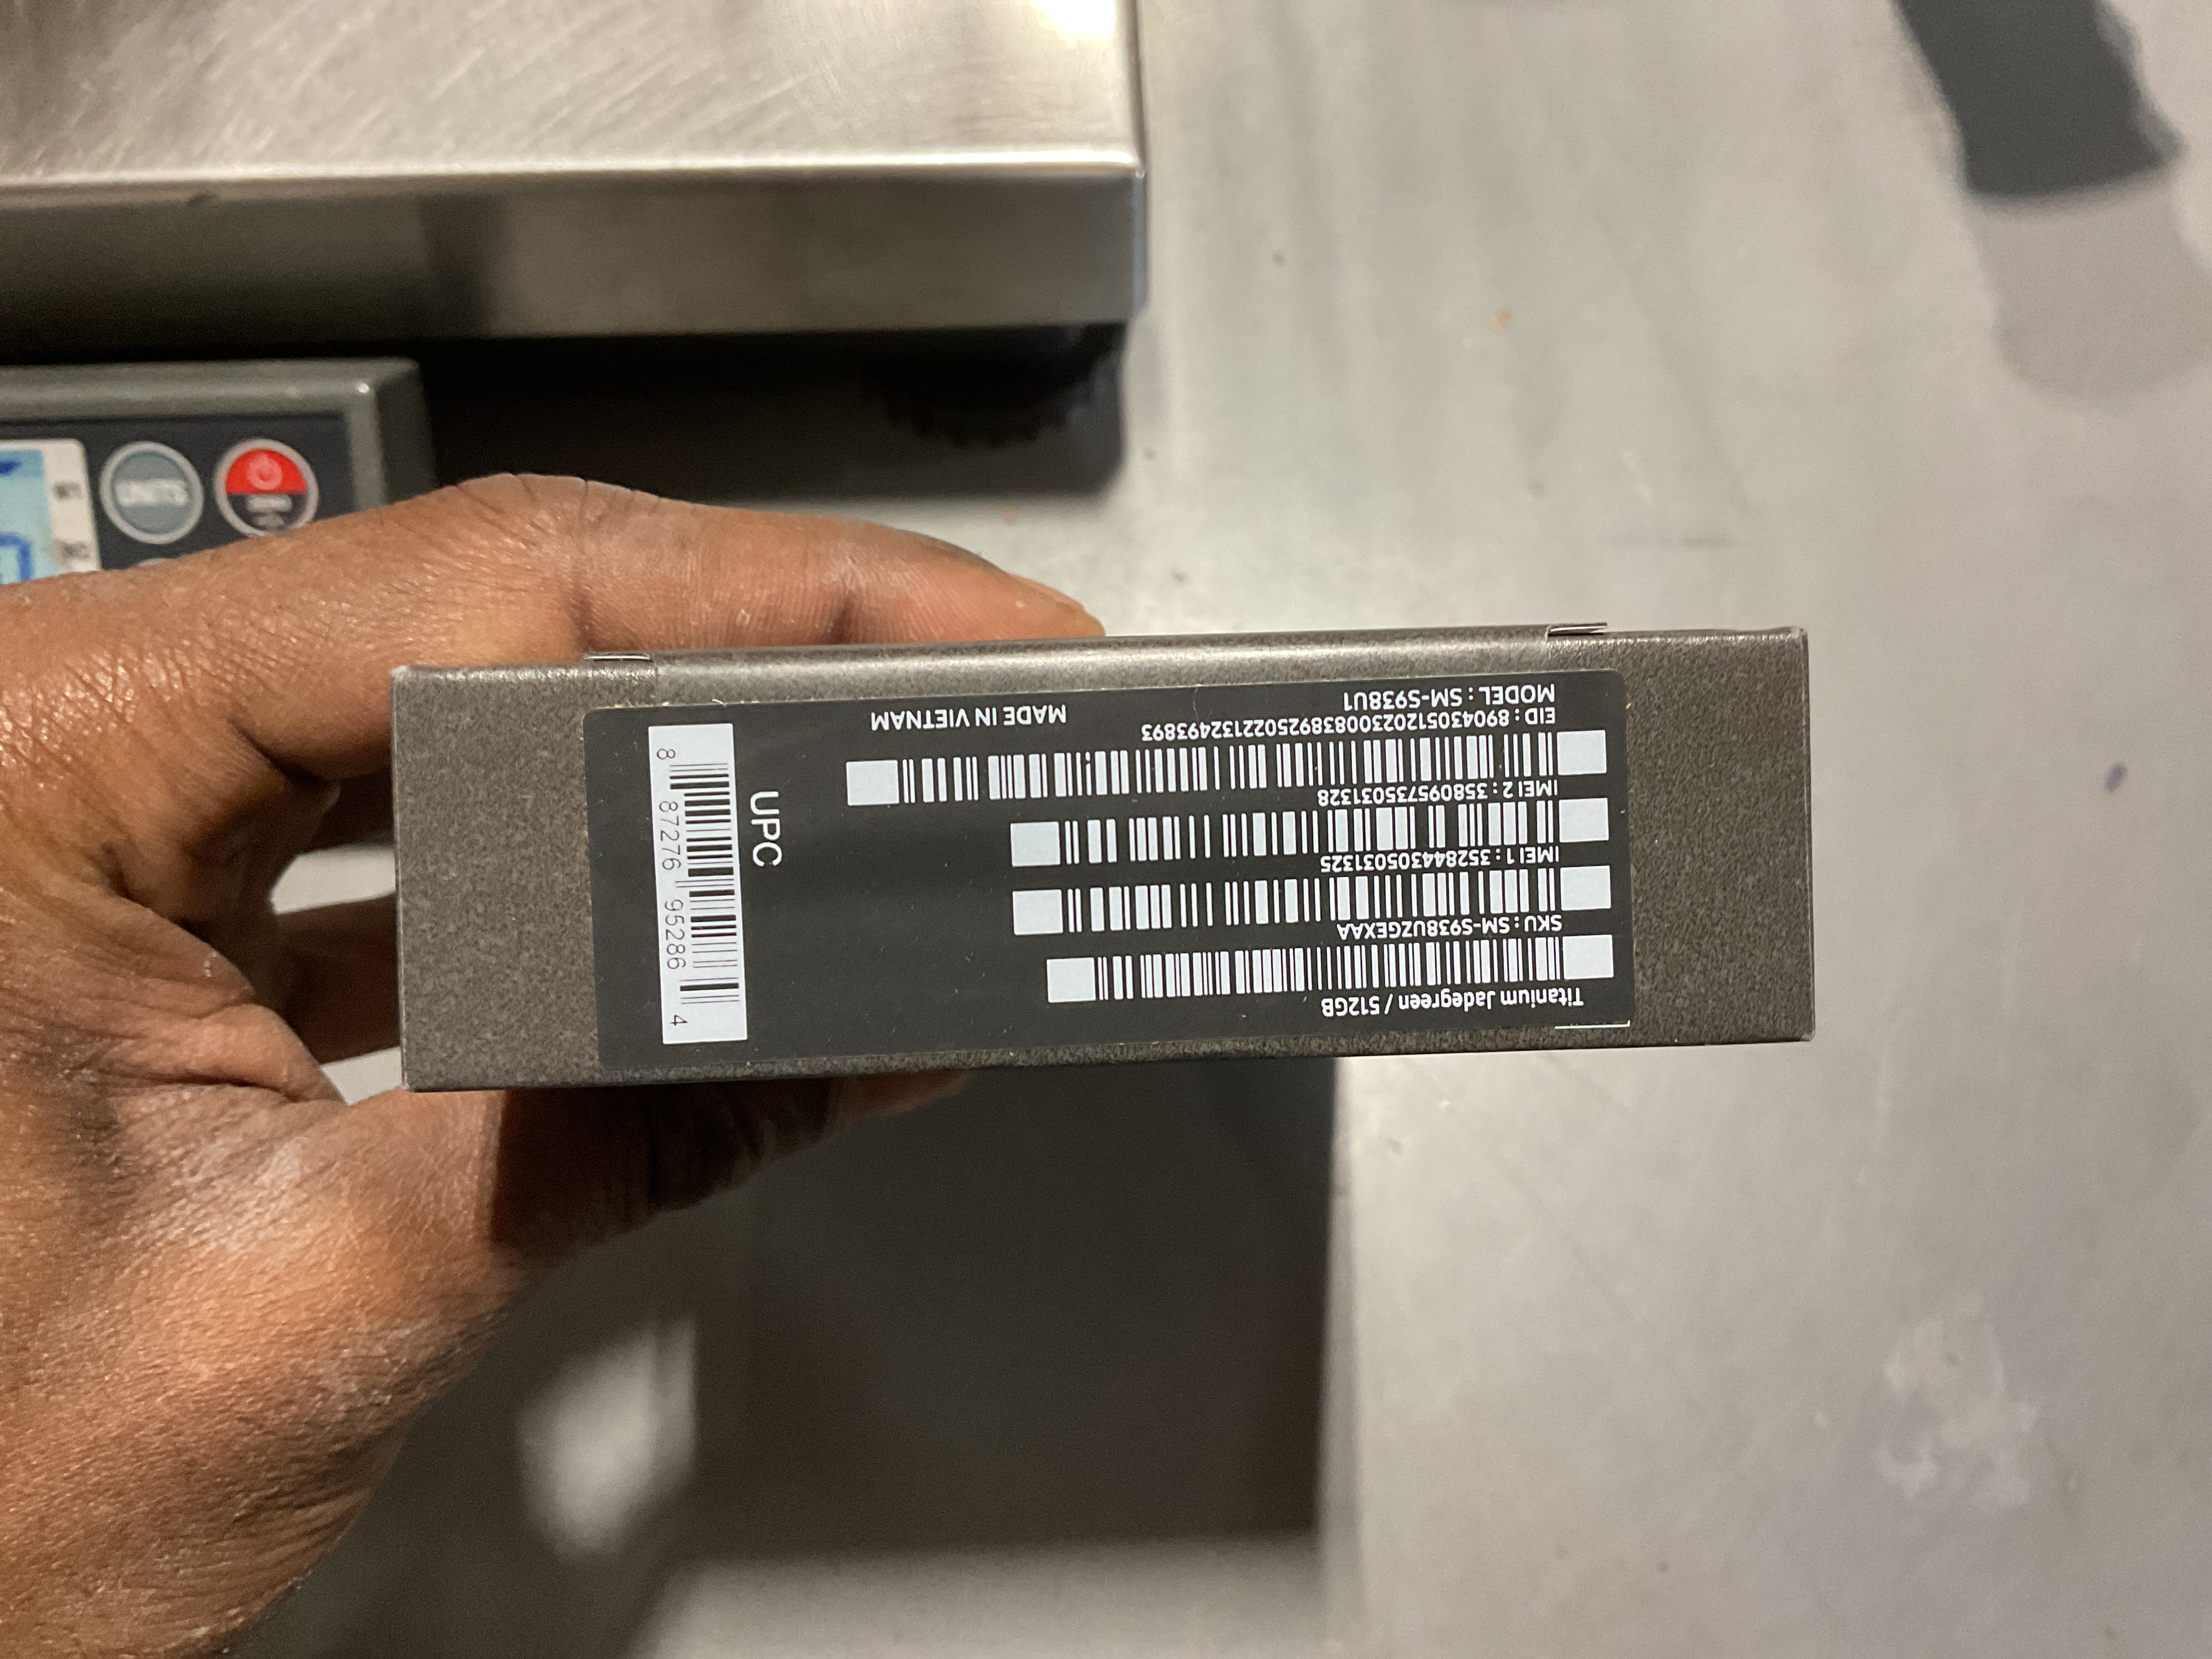 Titanium Jadegreen / 512GB
SKU : SM-S938UZGEXAA
IMEI 1 : 352844305031325
IMEI 2 : 358095735031328
EID : 89043051202300838925022132493893
MODEL : SM-S938U1
MADE IN VIETNAM
UPC
8 87276 95286 4
UNITS